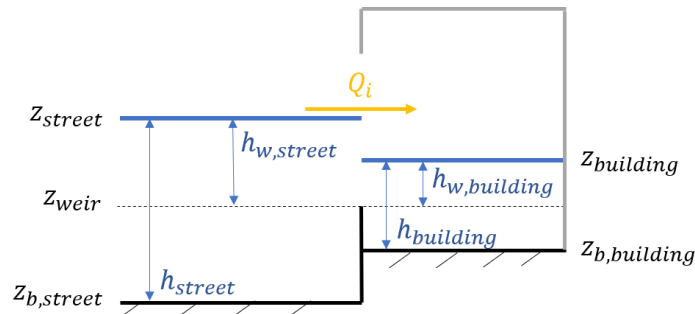 Q_i
z_street
h_w,street
z_building
h_w,building
z_weir
h_building
z_b,building
h_street
z_b,street